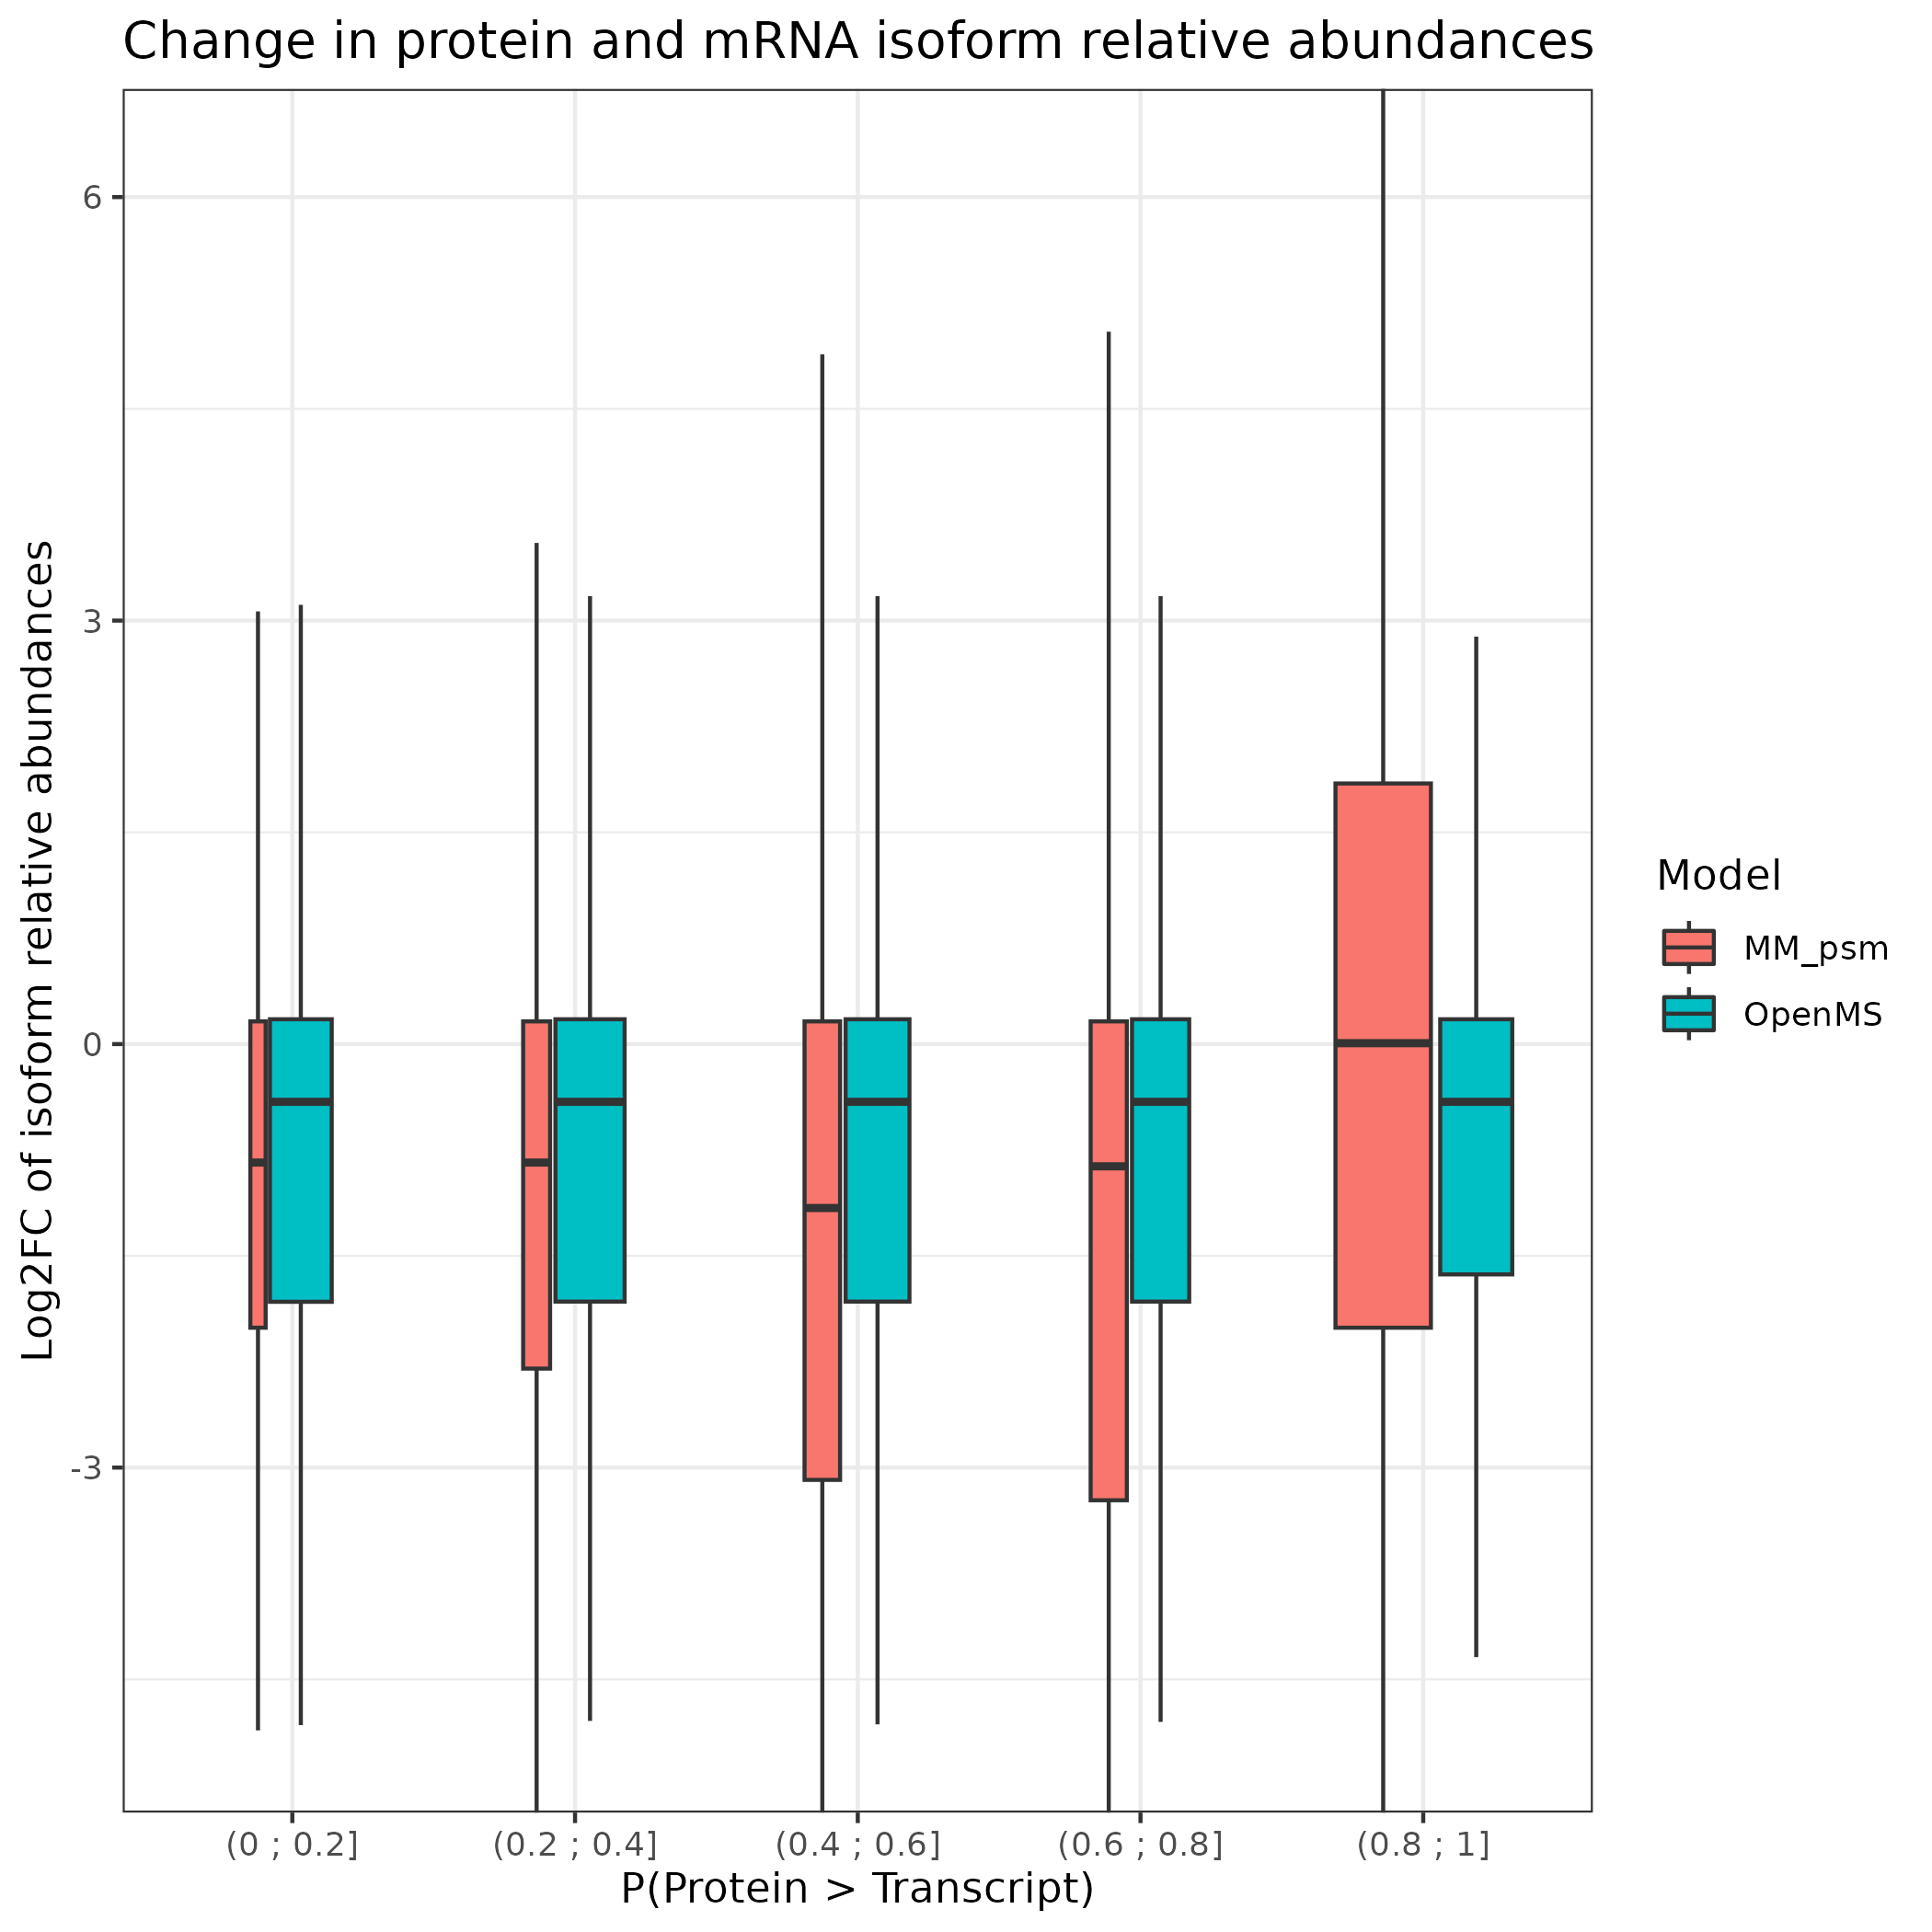 Change in protein and mRNA isoform relative abundances
Log2FC of isoform relative abundances
6
3
0
-3
(0 ; 0.2]
(0.2 ; 0.4]
(0.4 ; 0.6]
(0.6 ; 0.8]
(0.8 ; 1]
P(Protein > Transcript)
Model
MM_psm
OpenMS